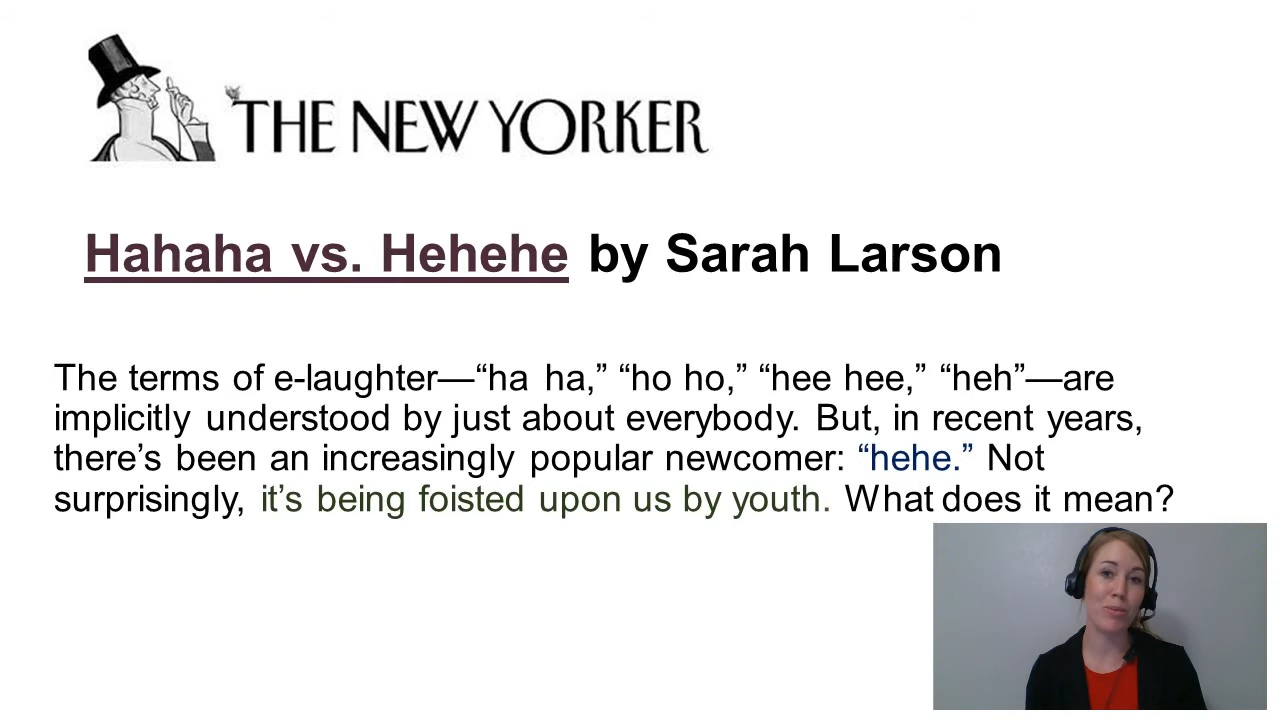 THE NEW YORKER
Hahaha vs. Hehehe by Sarah Larson
The terms of e-laughter—“ha ha,” “ho ho,” “hee hee,” “heh”—are
implicitly understood by just about everybody. But, in recent years,
there’s been an increasingly popular newcomer: “hehe.” Not
surprisingly, it’s being foisted upon us by youth. What does it mean?